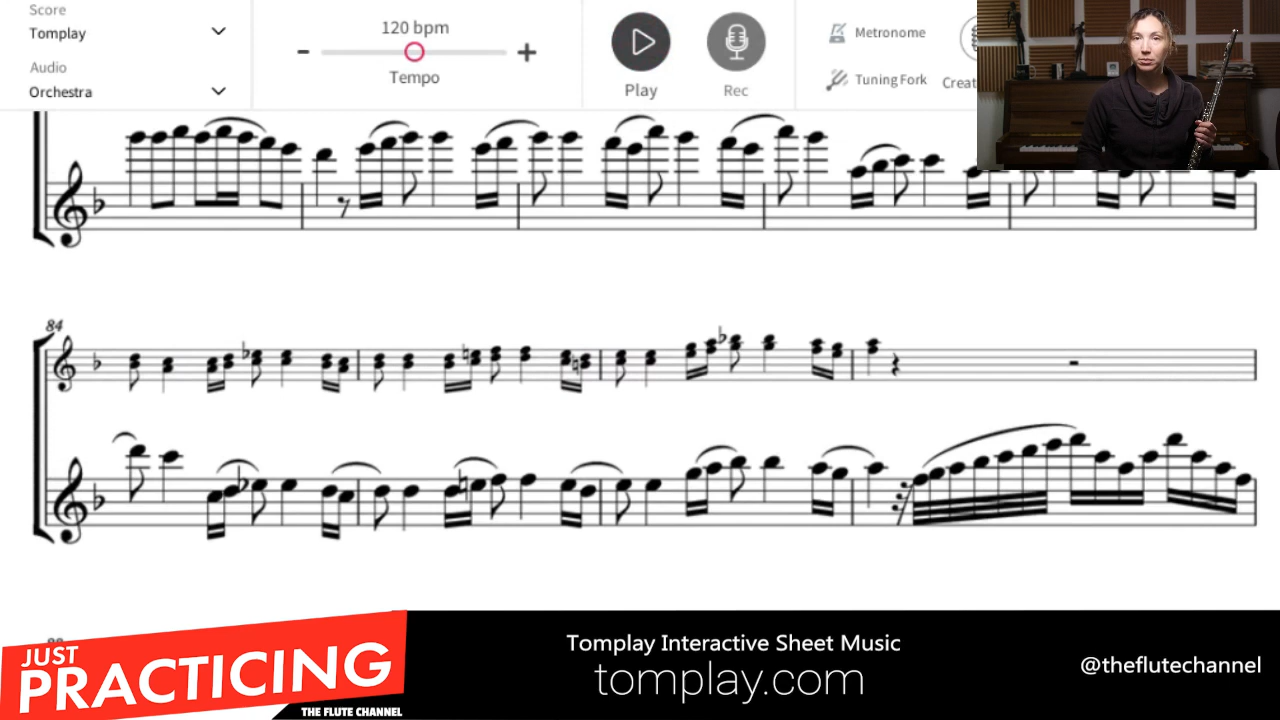 Score
Tomplay
Audio
Orchestra
120 bpm
Tempo
Play
Rec
Metronome
Tuning Fork
84
JUST
PRACTICING
THE FLUTE CHANNEL
Tomplay Interactive Sheet Music
tomplay.com
@theflutechannel